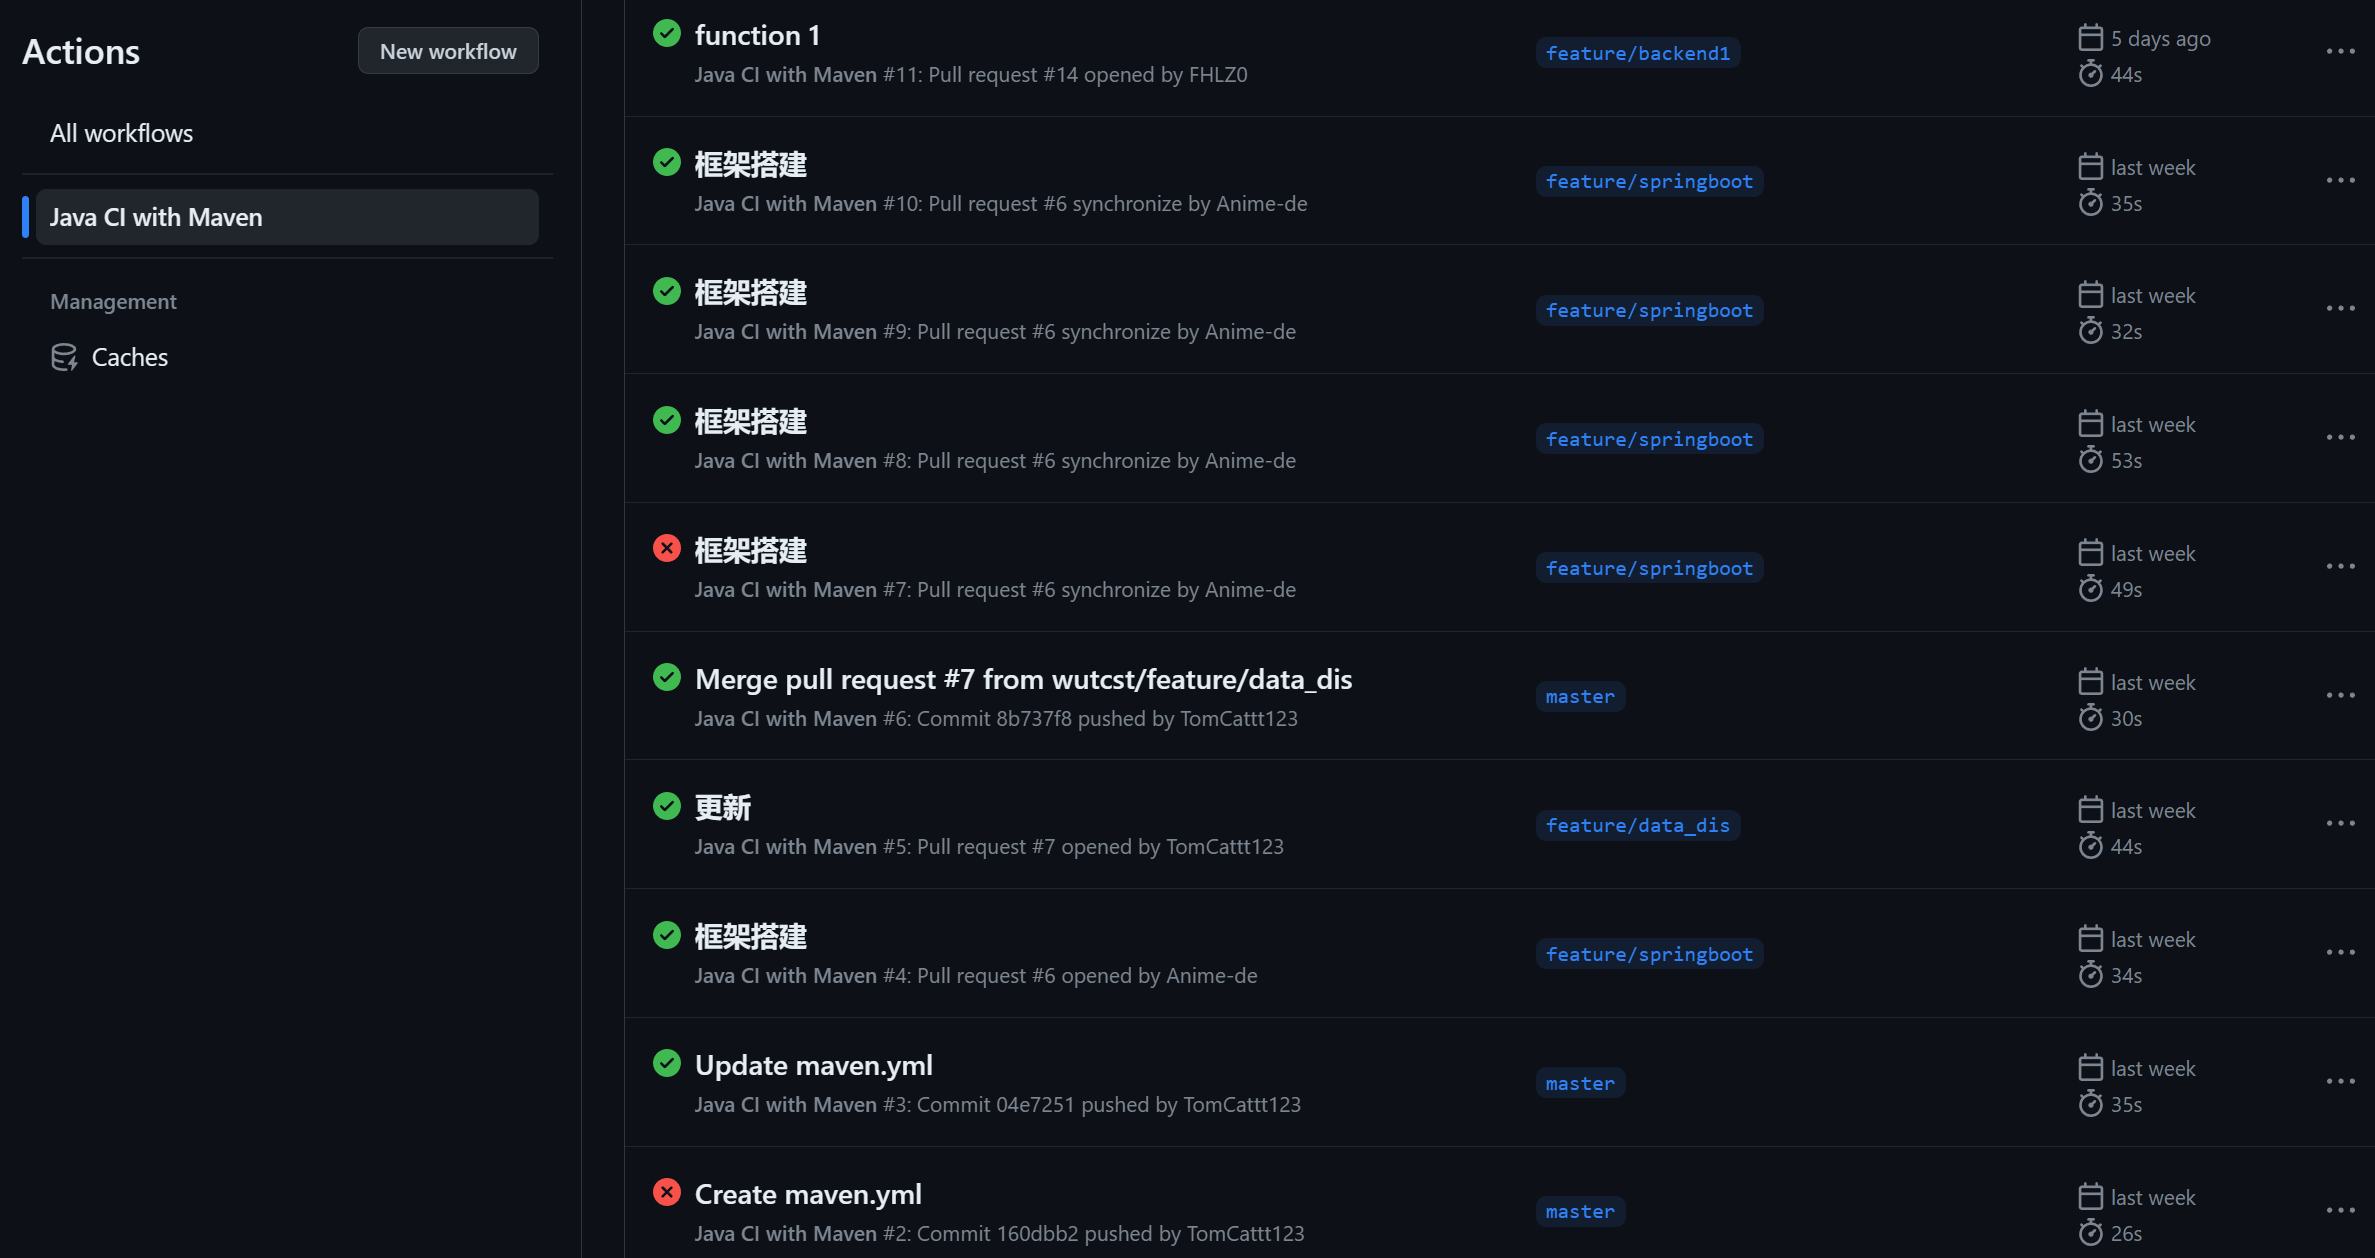 Actions
New workflow
All workflows
Java CI with Maven
Management
Caches
function 1
Java CI with Maven #11: Pull request #14 opened by FHLZ0
feature/backend1
5 days ago
44s
框架搭建
Java CI with Maven #10: Pull request #6 synchronize by Anime-de
feature/springboot
last week
35s
框架搭建
Java CI with Maven #9: Pull request #6 synchronize by Anime-de
feature/springboot
last week
32s
框架搭建
Java CI with Maven #8: Pull request #6 synchronize by Anime-de
feature/springboot
last week
53s
框架搭建
Java CI with Maven #7: Pull request #6 synchronize by Anime-de
feature/springboot
last week
49s
Merge pull request #7 from wutcst/feature/data_dis
Java CI with Maven #6: Commit 8b737f8 pushed by TomCattt123
master
last week
30s
更新
Java CI with Maven #5: Pull request #7 opened by TomCattt123
feature/data_dis
last week
44s
框架搭建
Java CI with Maven #4: Pull request #6 opened by Anime-de
feature/springboot
last week
34s
Update maven.yml
Java CI with Maven #3: Commit 04e7251 pushed by TomCattt123
master
last week
35s
Create maven.yml
Java CI with Maven #2: Commit 160dbb2 pushed by TomCattt123
master
last week
26s